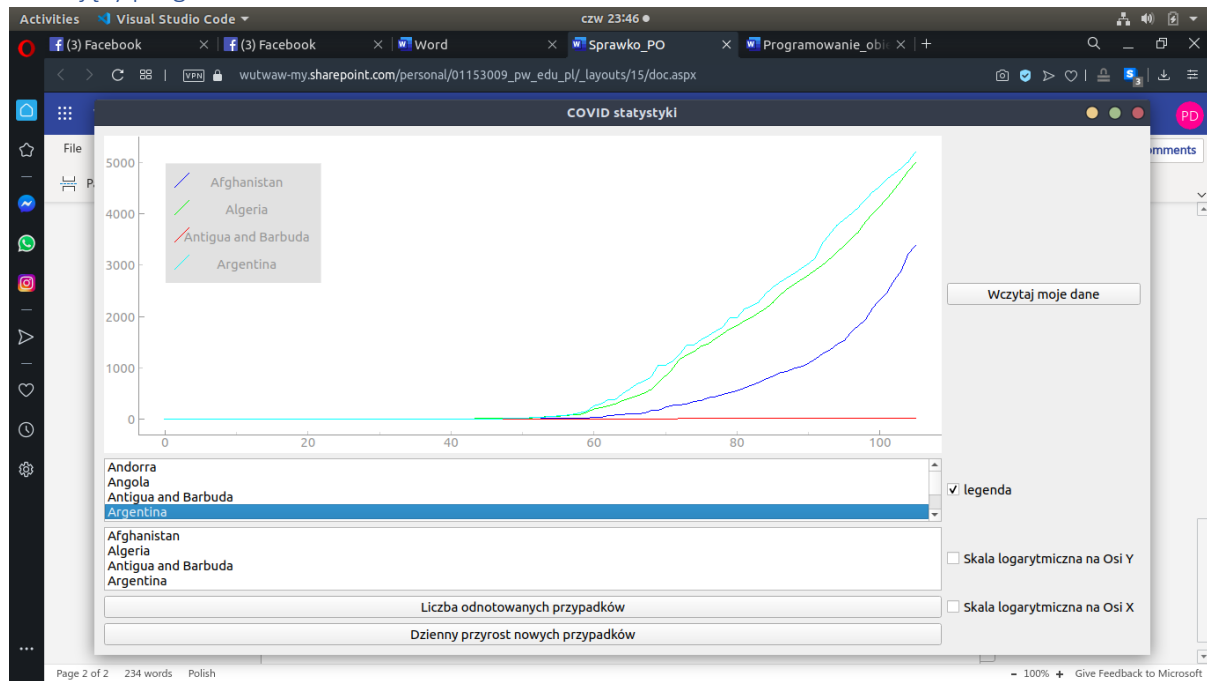 Activities Visual Studio Code czw 23:46
(3) Facebook (3) Facebook Word Sprawko_PO Programowanie_obi
VPN wutwaw-my.sharepoint.com/personal/01153009_pw_edu_pl/_layouts/15/doc.aspx
COVID statystyki
PD
File
mments
P
Afghanistan
Algeria
Antigua and Barbuda
Argentina
5000
4000
3000
2000
1000
0
0 20 40 60 80 100
Wczytaj moje dane
Andorra
Angola
Antigua and Barbuda
Argentina
legenda
Afghanistan
Algeria
Antigua and Barbuda
Argentina
Skala logarytmiczna na Osi Y
Liczba odnotowanych przypadków
Skala logarytmiczna na Osi X
Dzienny przyrost nowych przypadków
Page 2 of 2 234 words Polish - 100% + Give Feedback to Microsoft